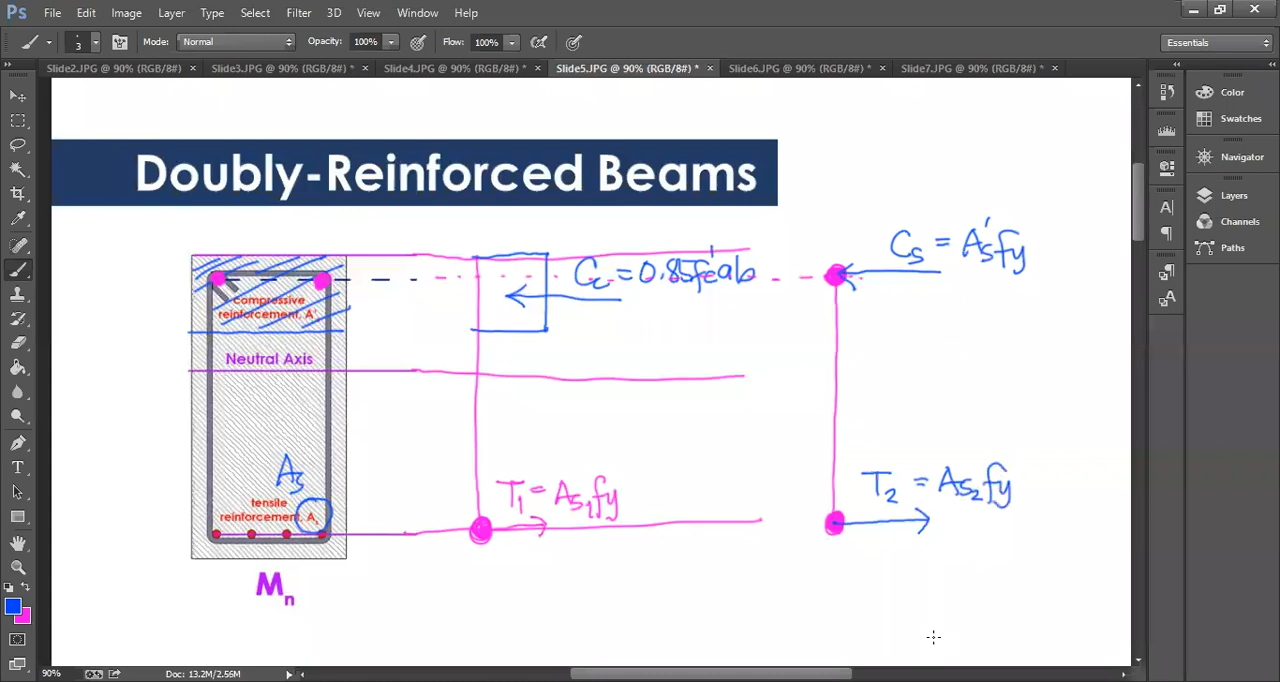 Ps File Edit Image Layer Type Select Filter 3D View Window Help
3 Mode: Normal Opacity: 100% Flow: 100% Essentials
Slide2.JPG @ 90% (RGB/8#) × Slide3.JPG @ 90% (RGB/8#) * × Slide4.JPG @ 90% (RGB/8#) * × Slide5.JPG @ 90% (RGB/8#) * × Slide6.JPG @ 90% (RGB/8#) * × Slide7.JPG @ 90% (RGB/8#) * ×
Color
Swatches
Navigator
Layers
Channels
Paths
Doubly-Reinforced Beams
Cs = A's fy
Cc = 0.85fc'ab
compressive
reinforcement, A'
Neutral Axis
As
tensile
reinforcement, As
T1 = As1 fy
T2 = As2 fy
Mn
90% Doc: 13.2M/2.56M